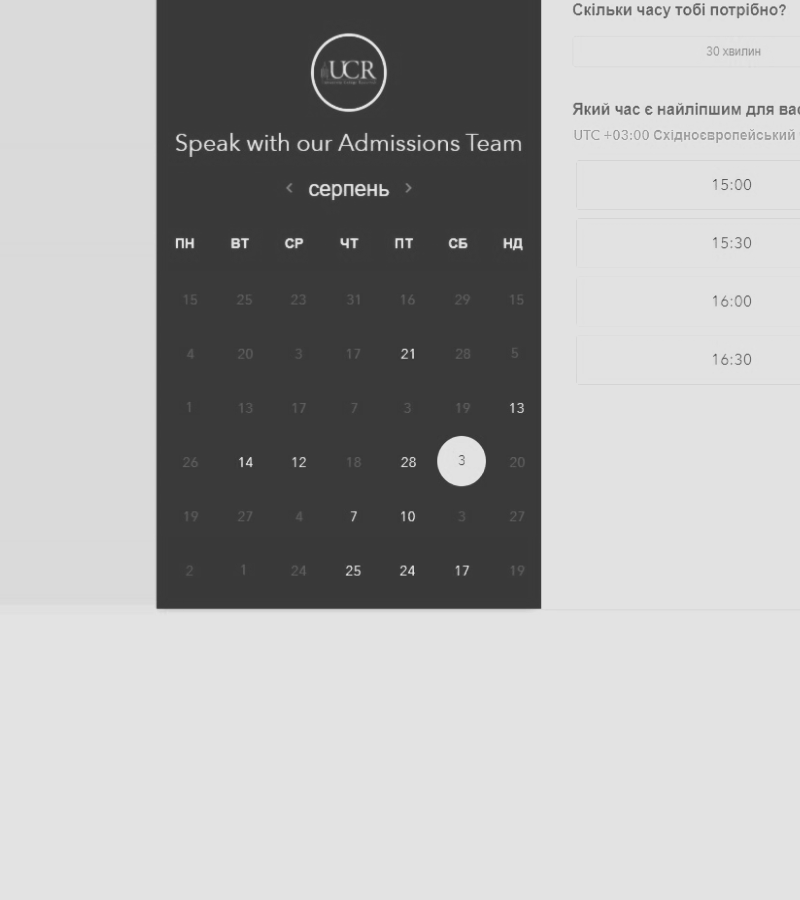 UCR
Speak with our Admissions Team
серпень
ПН ВТ СР ЧТ ПТ СБ НД
15 25 23 31 16 29 15
4 20 3 17 21 28 5
1 13 17 7 3 19 13
26 14 12 18 28 3 20
19 27 4 7 10 3 27
2 1 24 25 24 17 19
Скільки часу тобі потрібно?
30 хвилин
Який час є найліпшим для вас
UTC +03:00 Східноєвропейський
15:00
15:30
16:00
16:30